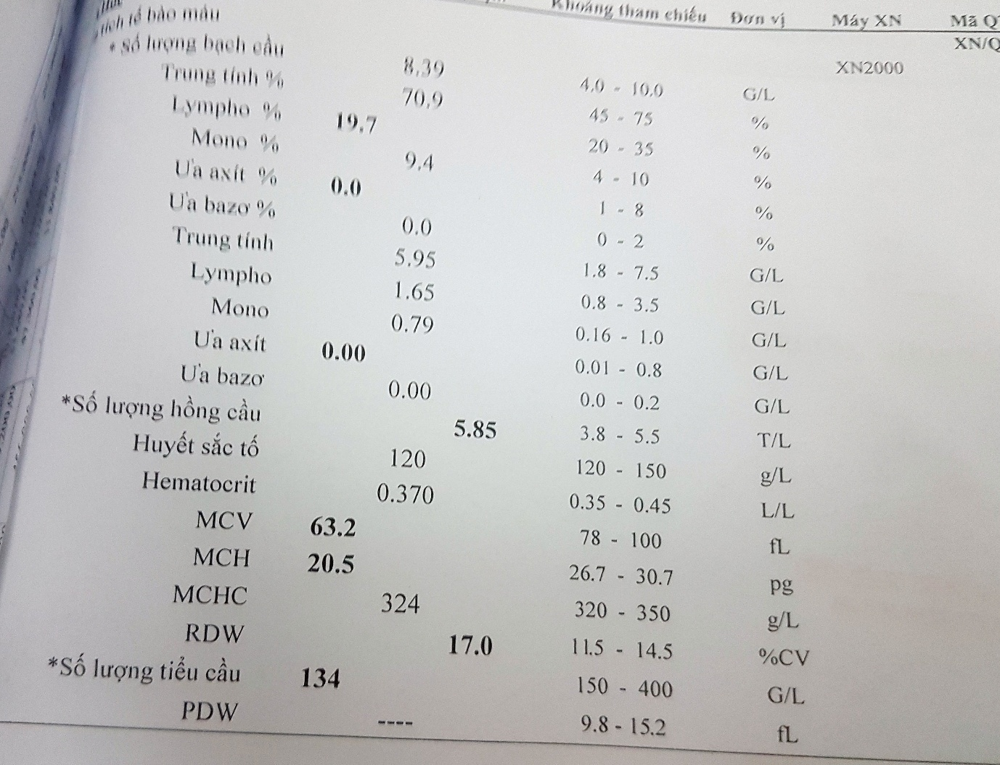 Khoảng tham chiếu Đơn vị Máy XN Mã
tích tế bào máu XN/Q
* số lượng bạch cầu 8.39 4.0 - 10.0 G/L XN2000
Trung tính % 70.9 45 - 75 %
Lympho % 19.7 20 - 35 %
Mono % 9.4 4 - 10 %
Ưa axít % 0.0 1 - 8 %
Ưa bazơ % 0.0 0 - 2 %
Trung tính 5.95 1.8 - 7.5 G/L
Lympho 1.65 0.8 - 3.5 G/L
Mono 0.79 0.16 - 1.0 G/L
Ưa axít 0.00 0.01 - 0.8 G/L
Ưa bazơ 0.00 0.0 - 0.2 G/L
*Số lượng hồng cầu 5.85 3.8 - 5.5 T/L
Huyết sắc tố 120 120 - 150 g/L
Hematocrit 0.370 0.35 - 0.45 L/L
MCV 63.2 78 - 100 fL
MCH 20.5 26.7 - 30.7 pg
MCHC 324 320 - 350 g/L
RDW 17.0 11.5 - 14.5 %CV
*Số lượng tiểu cầu 134 150 - 400 G/L
PDW ---- 9.8 - 15.2 fL